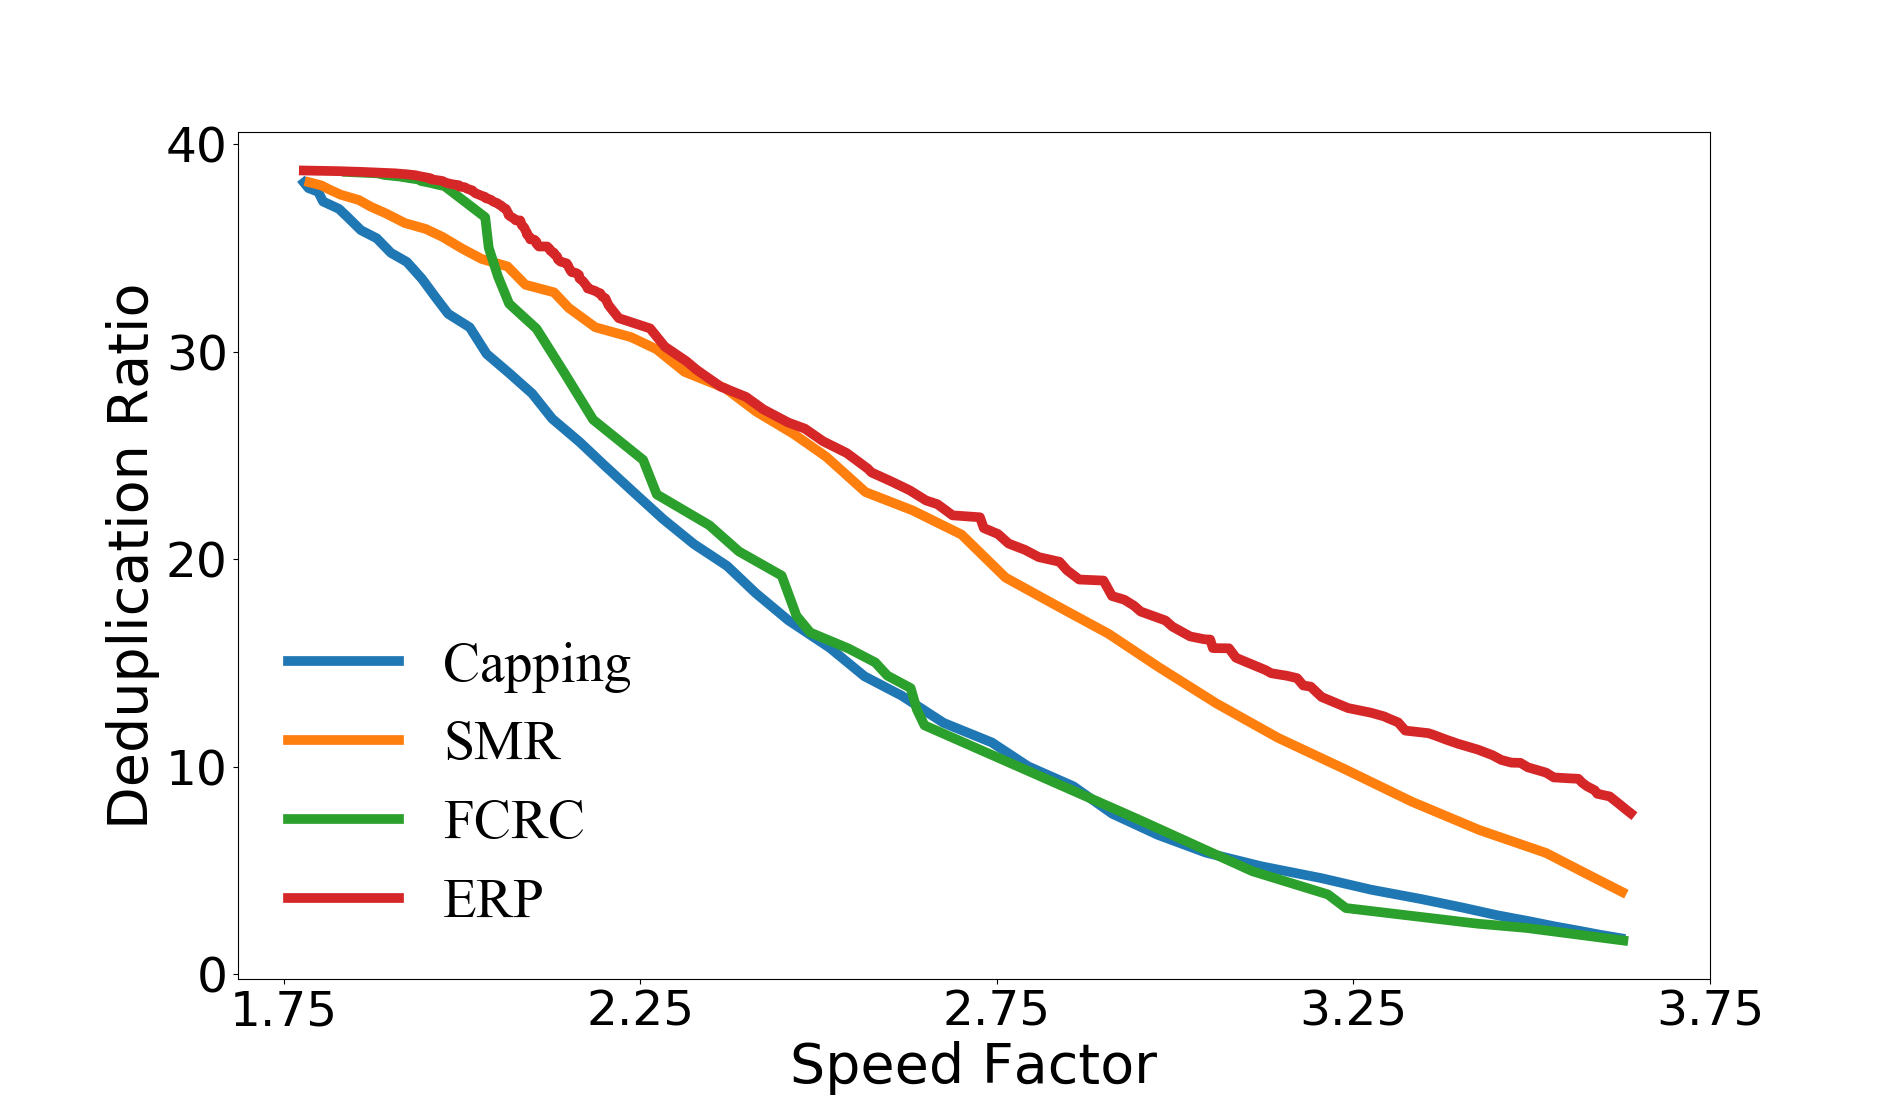 40
30
20
10
0
Deduplication Ratio
Capping
SMR
FCRC
ERP
1.75 2.25 2.75 3.25 3.75
Speed Factor